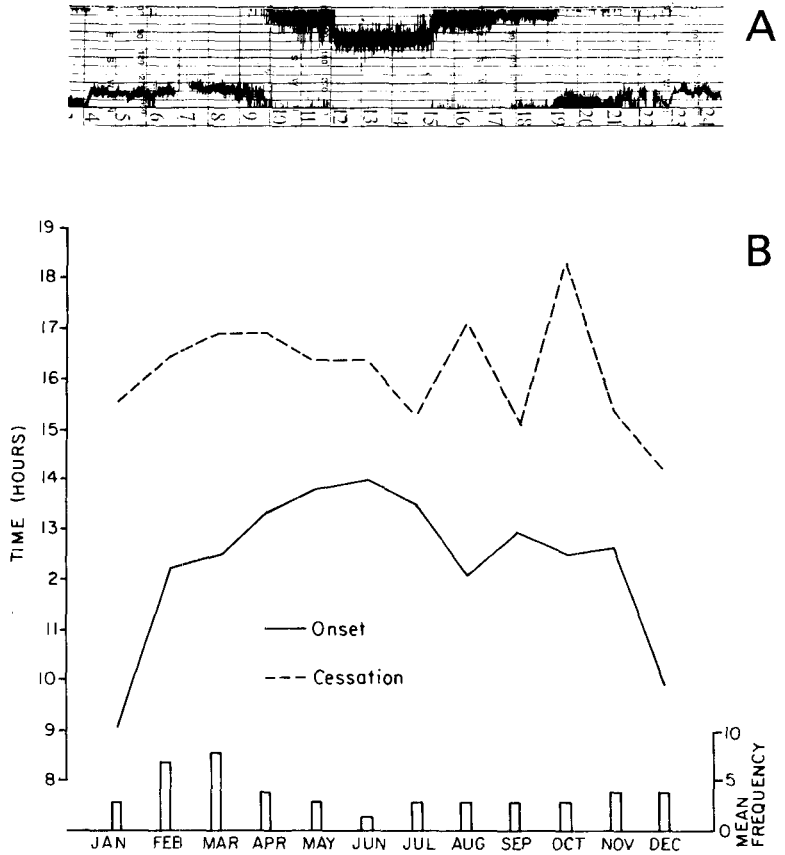 A
4 5 6 7 8 9 10 11 12 13 14 15 16 17 18 19 20 21 22 23 24
B
19
18
17
16
15
14
13
2
11
10
9
8
TIME (HOURS)
Onset
Cessation
10
5
0
MEAN
FREQUENCY
JAN FEB MAR APR MAY JUN JUL AUG SEP OCT NOV DEC